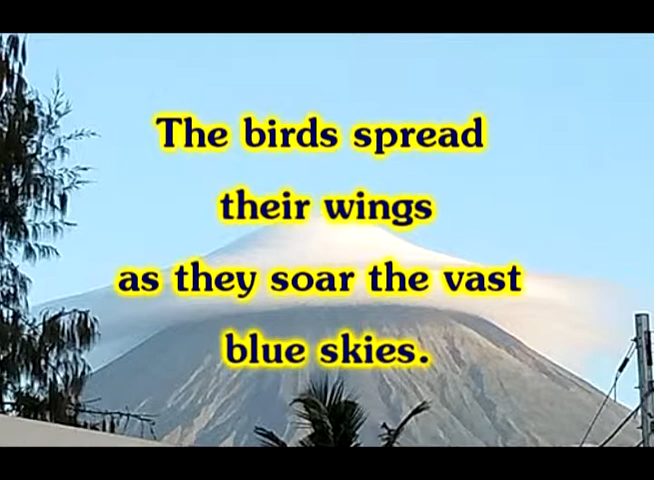 The birds spread
their wings
as they soar the vast
blue skies.